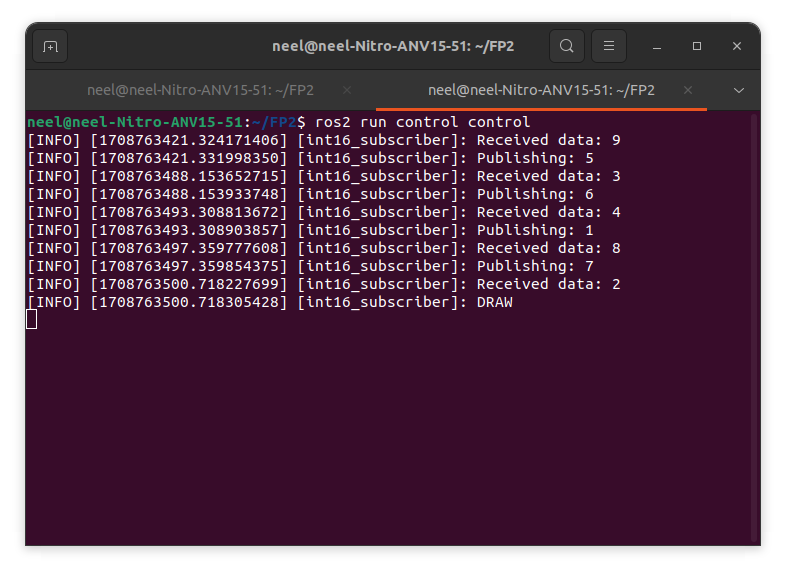 neel@neel-Nitro-ANV15-51: ~/FP2
neel@neel-Nitro-ANV15-51: ~/FP2
neel@neel-Nitro-ANV15-51: ~/FP2
neel@neel-Nitro-ANV15-51:~/FP2$ ros2 run control control
[INFO] [1708763421.324171406] [int16_subscriber]: Received data: 9
[INFO] [1708763421.331998350] [int16_subscriber]: Publishing: 5
[INFO] [1708763488.153652715] [int16_subscriber]: Received data: 3
[INFO] [1708763488.153933748] [int16_subscriber]: Publishing: 6
[INFO] [1708763493.308813672] [int16_subscriber]: Received data: 4
[INFO] [1708763493.308903857] [int16_subscriber]: Publishing: 1
[INFO] [1708763497.359777608] [int16_subscriber]: Received data: 8
[INFO] [1708763497.359854375] [int16_subscriber]: Publishing: 7
[INFO] [1708763500.718227699] [int16_subscriber]: Received data: 2
[INFO] [1708763500.718305428] [int16_subscriber]: DRAW